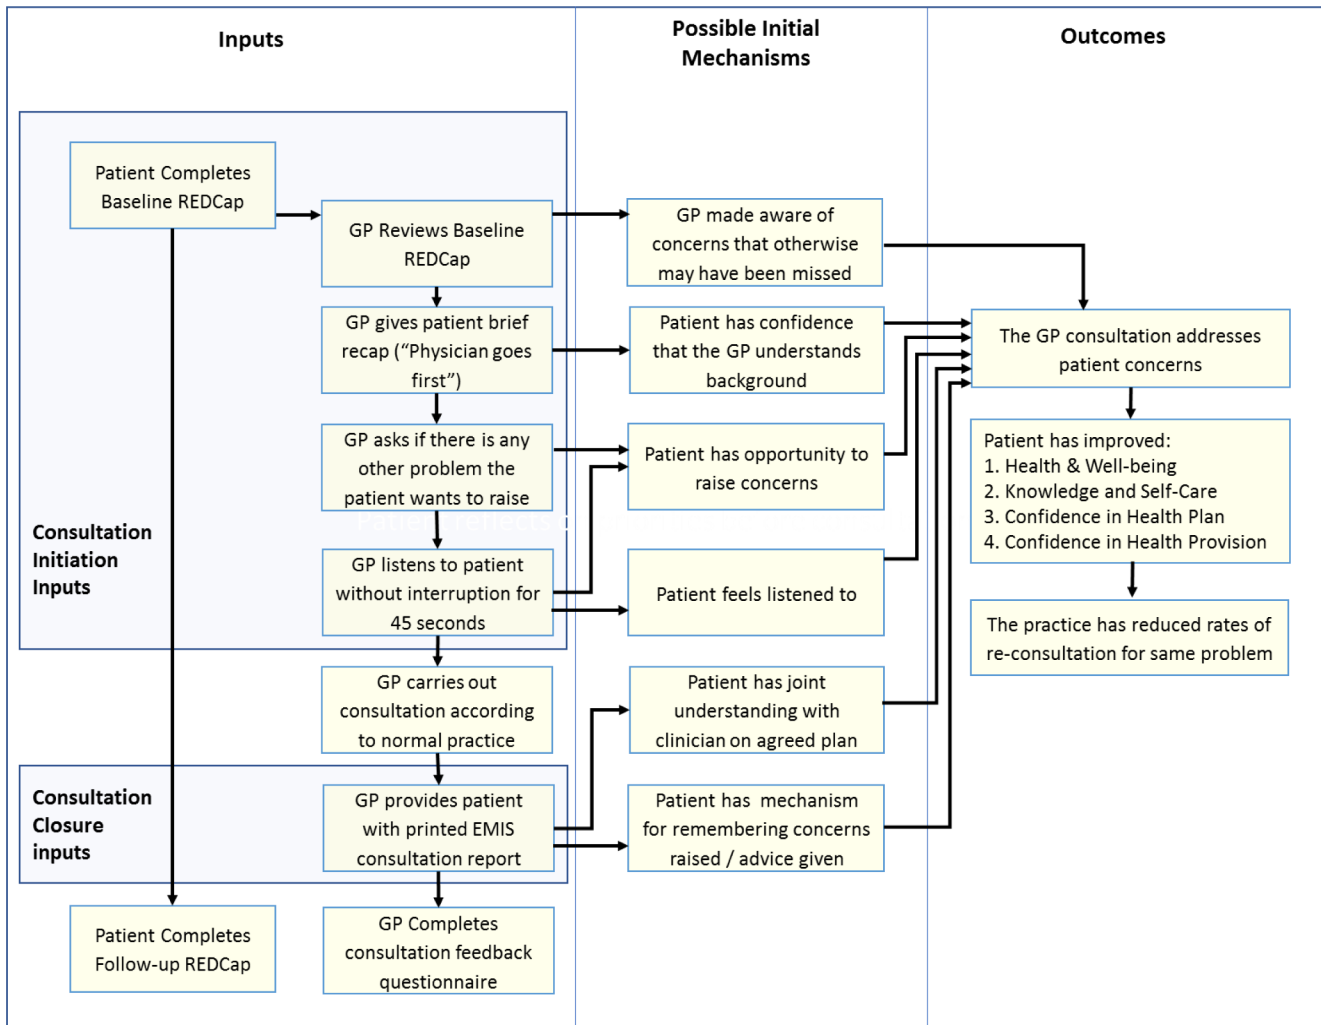 Inputs
Possible Initial
Mechanisms
Outcomes
Patient Completes
Baseline REDCap
GP Reviews Baseline
REDCap
GP made aware of
concerns that otherwise
may have been missed
GP gives patient brief
recap (“Physician goes
first”)
Patient has confidence
that the GP understands
background
The GP consultation addresses
patient concerns
GP asks if there is any
other problem the
patient wants to raise
Patient has opportunity to
raise concerns
Patient has improved:
1. Health & Well-being
2. Knowledge and Self-Care
3. Confidence in Health Plan
4. Confidence in Health Provision
Patient reflects
Consultation
Initiation
Inputs
GP listens to patient
without interruption for
45 seconds
Patient feels listened to
The practice has reduced rates of
re-consultation for same problem
GP carries out
consultation according
to normal practice
Patient has joint
understanding with
clinician on agreed plan
Consultation
Closure
inputs
GP provides patient
with printed EMIS
consultation report
Patient has mechanism
for remembering concerns
raised / advice given
Patient Completes
Follow-up REDCap
GP Completes
consultation feedback
questionnaire